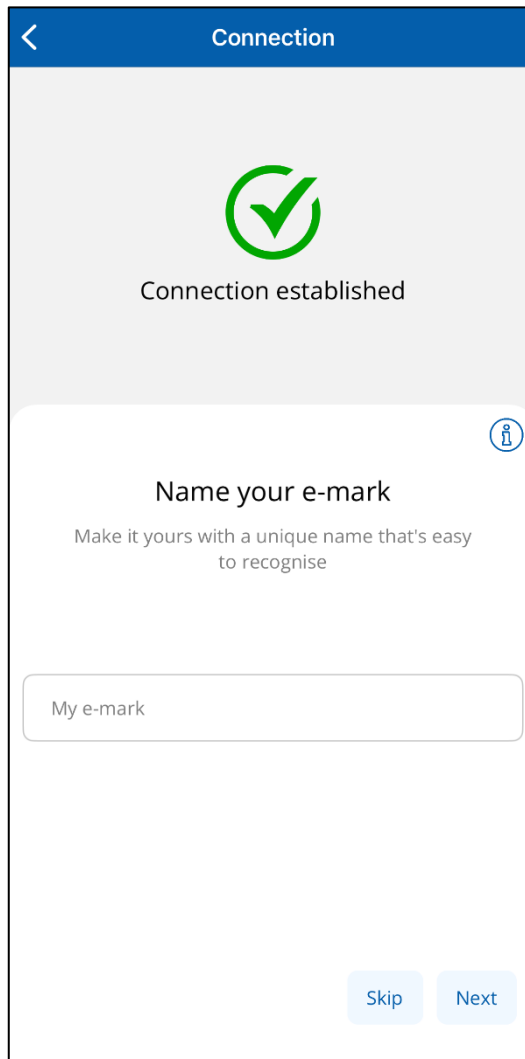 Connection
Connection established
Name your e-mark
Make it yours with a unique name that's easy
to recognise
My e-mark
Skip
Next